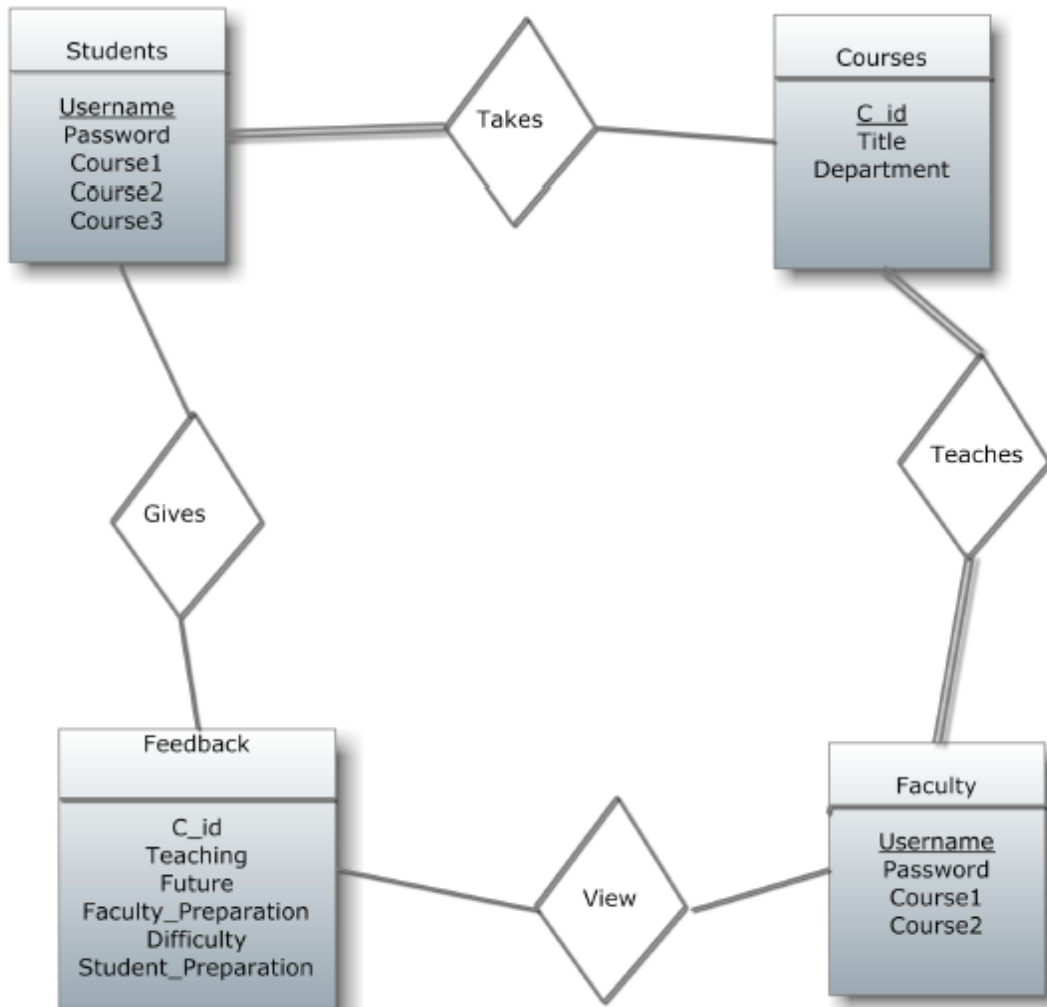 Students
Username
Password
Course1
Course2
Course3
Takes
Courses
C_id
Title
Department
Gives
Teaches
Feedback
C_id
Teaching
Future
Faculty_Preparation
Difficulty
Student_Preparation
View
Faculty
Username
Password
Course1
Course2